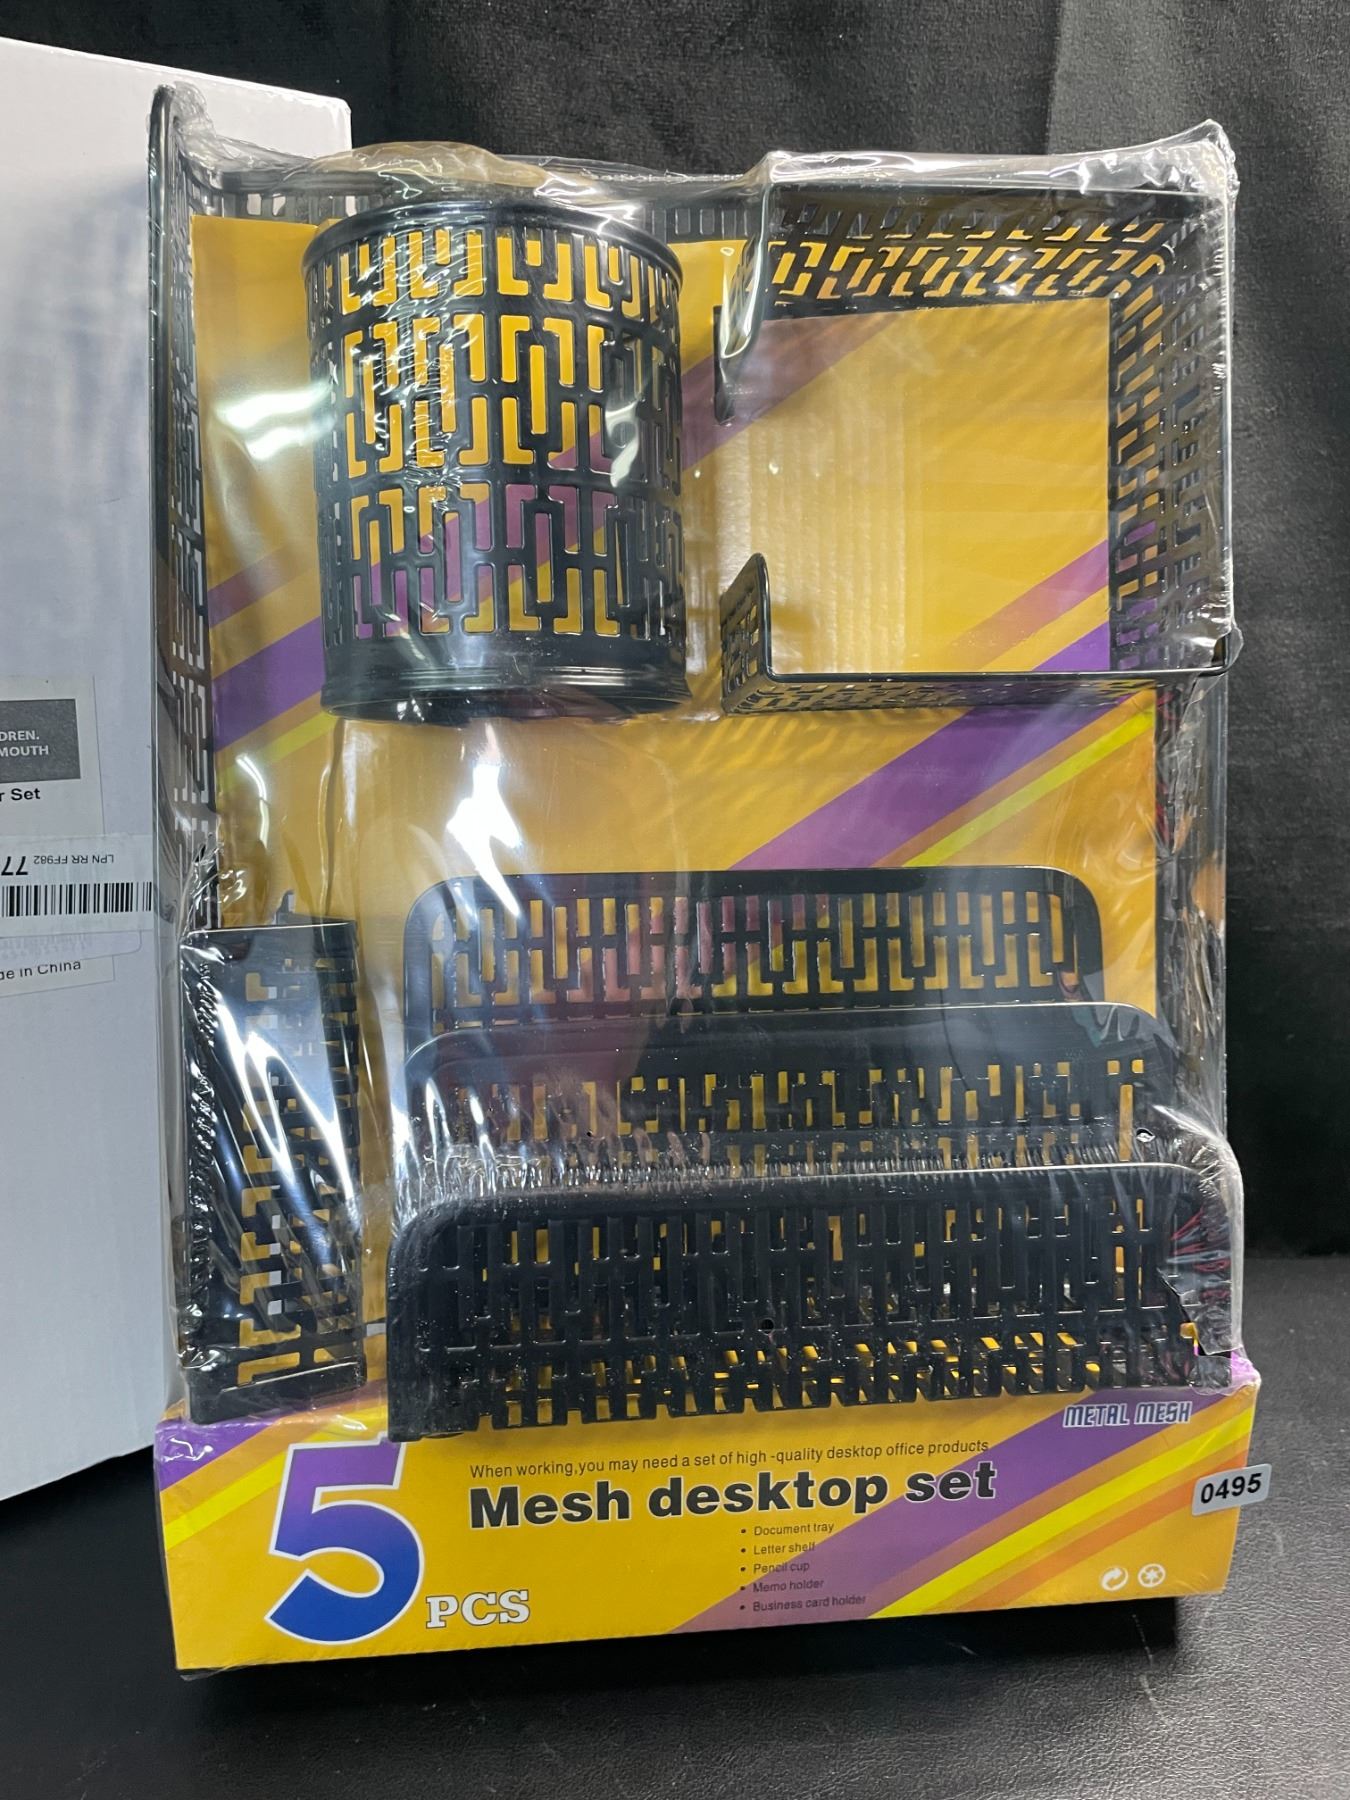 DREN.
MOUTH
r Set
LPN RR FF982 77
de in China
METAL MESH
5 PCS
When working,you may need a set of high -quality desktop office products
Mesh desktop set
• Document tray
• Letter shelf
• Pencil cup
• Memo holder
• Business card holder
0495